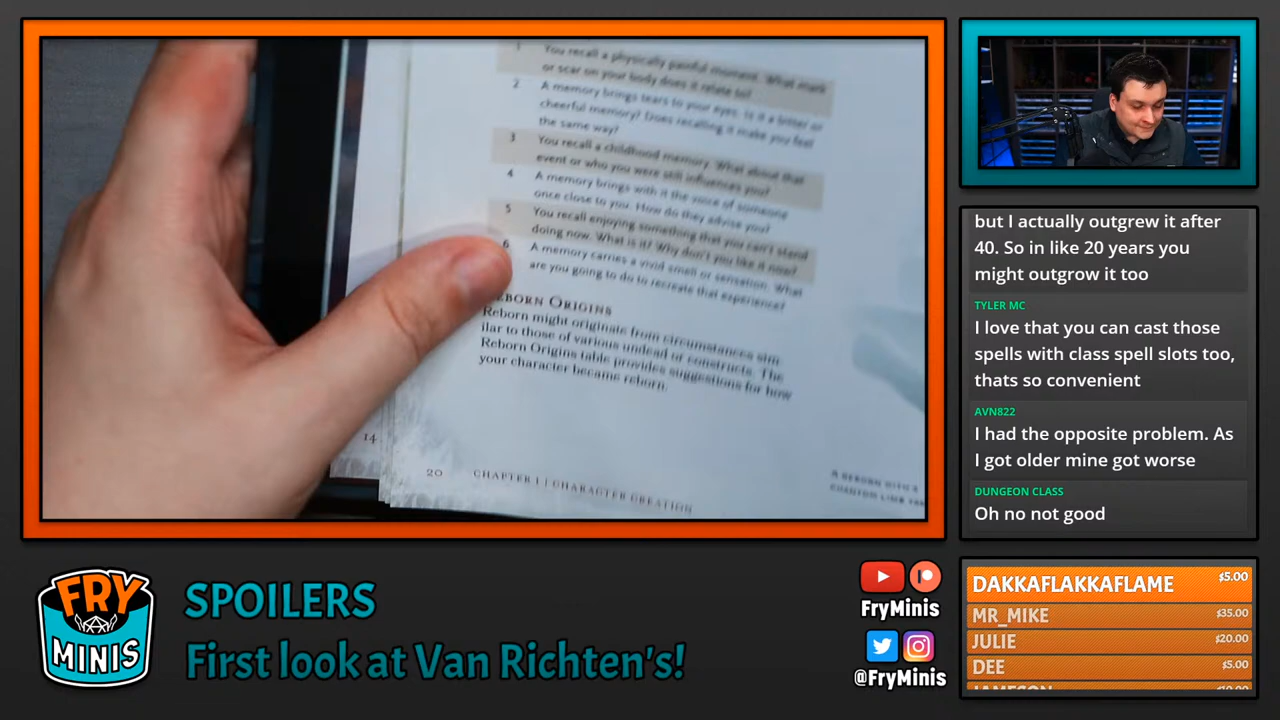 1 You recall a physically painful moment. What mark
or scar on your body does it relate to?
2 A memory brings tears to your eyes. Is it a bitter or
cheerful memory? Does recalling it make you feel
the same way?
3 You recall a childhood memory. What about that
event or who you were still influences you?
4 A memory brings with it the voice of someone
once close to you. How do they advise you?
5 You recall enjoying something that you can't stand
doing now. What is it? Why don't you like it now?
6 A memory carries a vivid smell or sensation. What
are you going to do to recreate that experience?
EBORN ORIGINS
Reborn might originate from circumstances sim-
ilar to those of various undead or constructs. The
Reborn Origins table provides suggestions for how
your character became reborn.
14
20 CHAPTER 1 | CHARACTER CREATION
A REBORN WITH A
PHANTOM LIMB
but I actually outgrew it after
40. So in like 20 years you
might outgrow it too
TYLER MC
I love that you can cast those
spells with class spell slots too,
thats so convenient
AVN822
I had the opposite problem. As
I got older mine got worse
DUNGEON CLASS
Oh no not good
FRY
MINIS
SPOILERS
First look at Van Richten's!
FryMinis
@FryMinis
DAKKAFLAKKAFLAME $5.00
MR_MIKE $35.00
JULIE $20.00
DEE $5.00
JAMESON $10.00